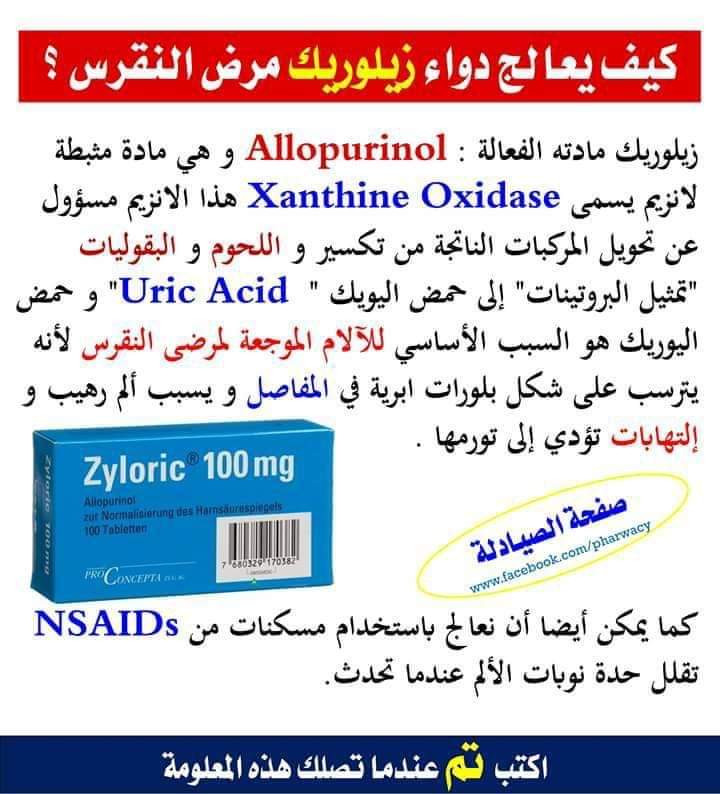 كيف يعالج دواء زيلوريك مرض النقرس ؟
زيلوريك مادته الفعالة : Allopurinol و هي مادة مثبطة
لانزيم يسمى Xanthine Oxidase هذا الانزيم مسؤول
عن تحويل المركبات الناتجة من تكسير و اللحوم و البقوليات
"تمثيل البروتينات" إلى حمض اليويك " Uric Acid" و حمض
اليوريك هو السبب الأساسي للآلام الموجعة لمرضى النقرس لأنه
يترسب على شكل بلورات ابرية في المفاصل و يسبب ألم رهيب و
إلتهابات تؤدي إلى تورمها .
Zyloric® 100 mg
Allopurinol
zur Normalisierung des Harnsäurespiegels
100 Tabletten
7 680329 170382
PRO CONCEPTA
Zyloric 100 mg
صفحة الصيادلة
www.facebook.com/pharwacy
كما يمكن أيضا أن نعالج باستخدام مسكنات من NSAIDs
تقلل حدة نوبات الألم عندما تحدث.
اكتب تم عندما تصلك هذه المعلومة